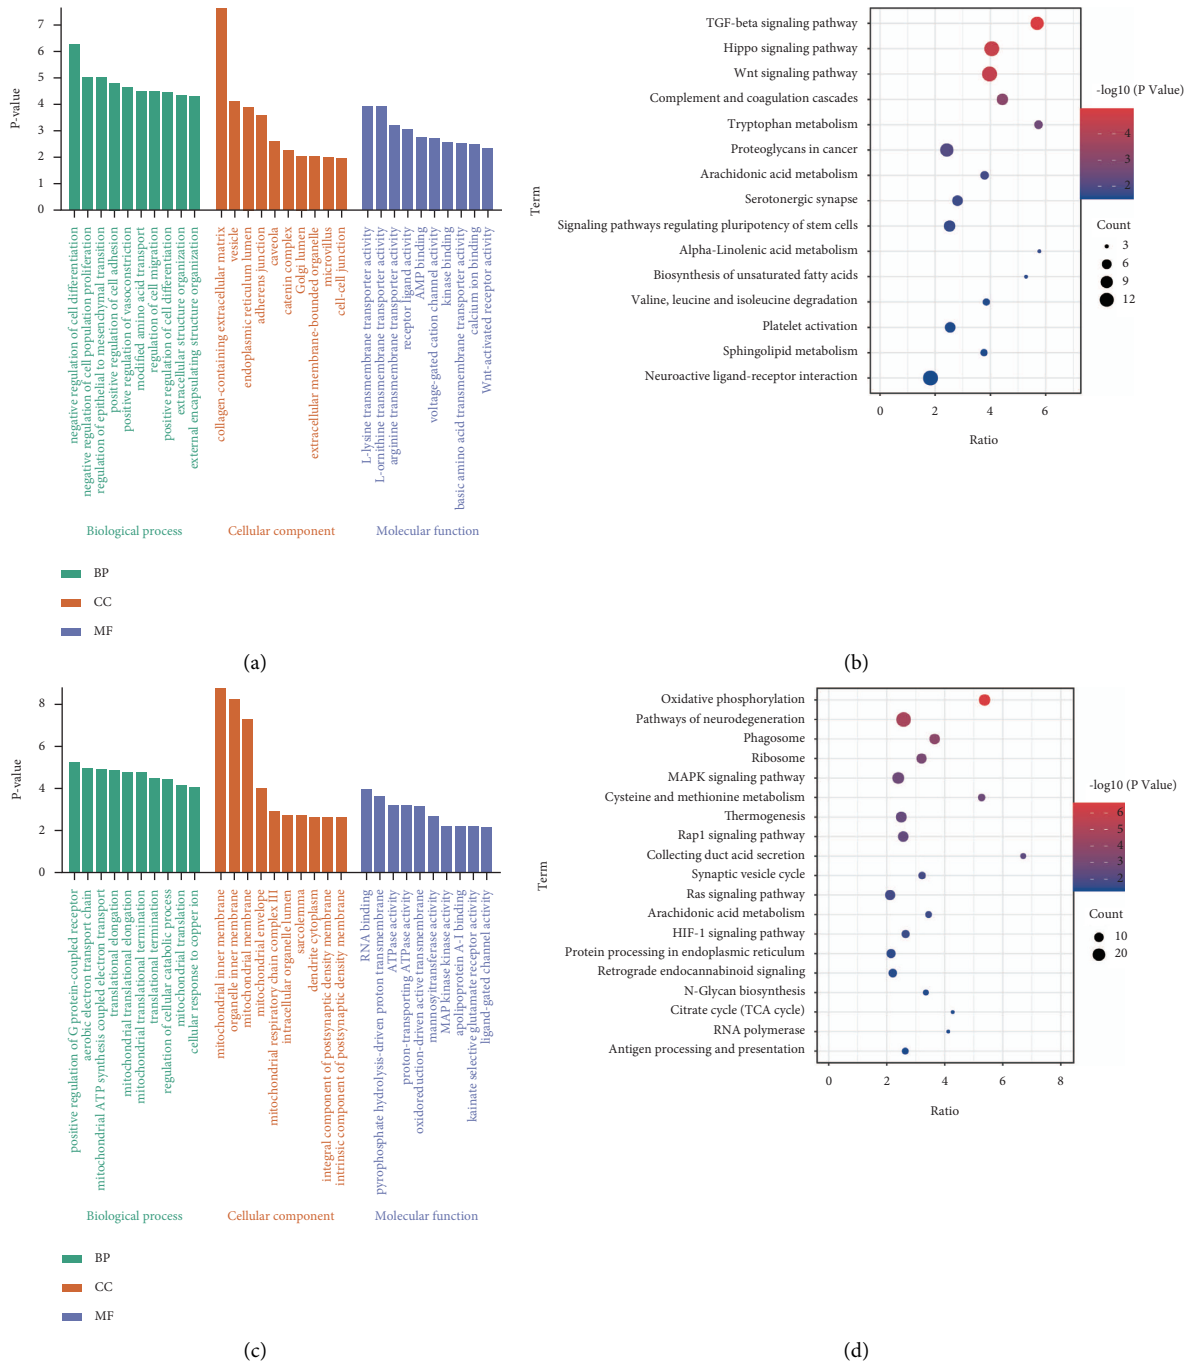 7
6
5
4
3
2
1
0
P-value
negative regulation of cell differentiation
negative regulation of cell population proliferation
regulation of epithelial to mesenchymal transition
positive regulation of cell adhesion
positive regulation of vasoconstriction
modified amino acid transport
regulation of cell migration
positive regulation of cell differentiation
extracellular structure organization
external encapsulating structure organization
collagen-containing extracellular matrix
vesicle
endoplasmic reticulum lumen
adherens junction
caveola
catenin complex
Golgi lumen
extracellular membrane-bounded organelle
microvillus
cell-cell junction
L-lysine transmembrane transporter activity
L-ornithine transmembrane transporter activity
arginine transmembrane transporter activity
receptor ligand activity
AMP binding
voltage-gated cation channel activity
kinase binding
basic amino acid transmembrane transporter activity
calcium ion binding
Wnt-activated receptor activity
Biological process
Cellular component
Molecular function
BP
CC
MF
(a)
Term
TGF-beta signaling pathway
Hippo signaling pathway
Wnt signaling pathway
Complement and coagulation cascades
Tryptophan metabolism
Proteoglycans in cancer
Arachidonic acid metabolism
Serotonergic synapse
Signaling pathways regulating pluripotency of stem cells
Alpha-Linolenic acid metabolism
Biosynthesis of unsaturated fatty acids
Valine, leucine and isoleucine degradation
Platelet activation
Sphingolipid metabolism
Neuroactive ligand-receptor interaction
0 2 4 6
Ratio
-log10 (P Value)
4
3
2
Count
3
6
9
12
(b)
8
6
4
2
0
P-value
positive regulation of G protein-coupled receptor
aerobic electron transport chain
mitochondrial ATP synthesis coupled electron transport
translational elongation
mitochondrial translational elongation
mitochondrial translational termination
translational termination
regulation of cellular catabolic process
mitochondrial translation
cellular response to copper ion
mitochondrial inner membrane
organelle inner membrane
mitochondrial membrane
mitochondrial envelope
mitochondrial respiratory chain complex III
intracellular organelle lumen
sarcolemma
dendrite cytoplasm
integral component of postsynaptic density membrane
intrinsic component of postsynaptic density membrane
RNA binding
pyrophosphate hydrolysis-driven proton transmembrane
ATPase activity
proton-transporting ATPase activity
oxidoreduction-driven active transmembrane
mannosyltransferase activity
MAP kinase kinase activity
apolipoprotein A-I binding
kainate selective glutamate receptor activity
ligand-gated channel activity
Biological process
Cellular component
Molecular function
BP
CC
MF
(c)
Term
Oxidative phosphorylation
Pathways of neurodegeneration
Phagosome
Ribosome
MAPK signaling pathway
Cysteine and methionine metabolism
Thermogenesis
Rap1 signaling pathway
Collecting duct acid secretion
Synaptic vesicle cycle
Ras signaling pathway
Arachidonic acid metabolism
HIF-1 signaling pathway
Protein processing in endoplasmic reticulum
Retrograde endocannabinoid signaling
N-Glycan biosynthesis
Citrate cycle (TCA cycle)
RNA polymerase
Antigen processing and presentation
0 2 4 6 8
Ratio
-log10 (P Value)
6
5
4
3
2
Count
10
20
(d)